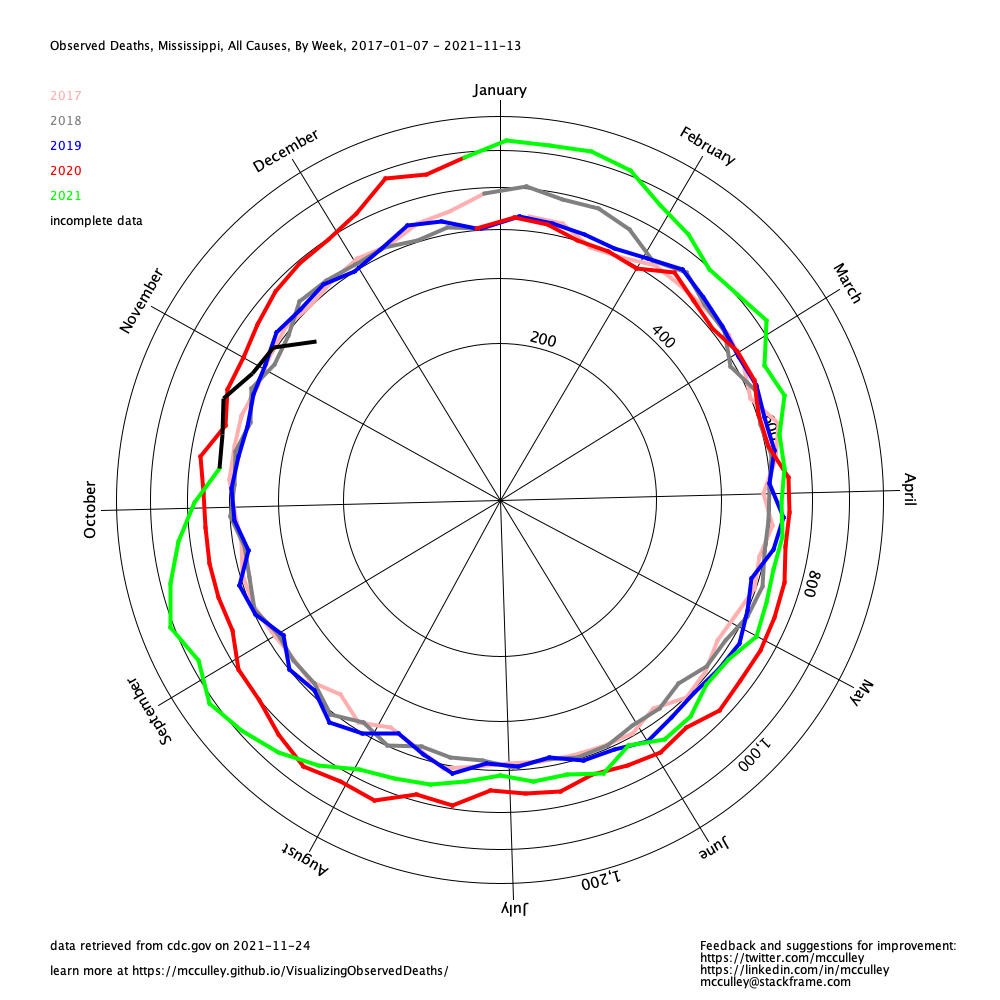 Observed Deaths, Mississippi, All Causes, By Week, 2017-01-07 - 2021-11-13
January
2017
2018
2019
2020
2021
incomplete data
December
February
November
March
200
400
October
April
800
September
May
1,000
August
June
1,200
July
data retrieved from cdc.gov on 2021-11-24
learn more at https://mcculley.github.io/VisualizingObservedDeaths/
Feedback and suggestions for improvement:
https://twitter.com/mcculley
https://linkedin.com/in/mcculley
mcculley@stackframe.com